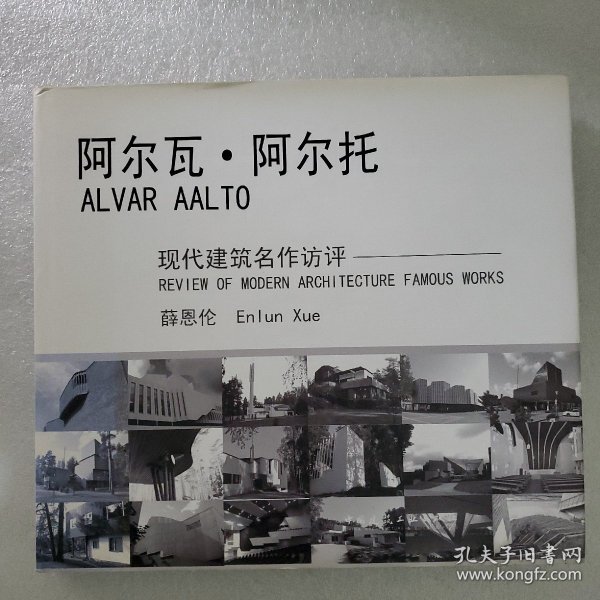 阿尔瓦·阿尔托
ALVAR AALTO
现代建筑名作访评
REVIEW OF MODERN ARCHITECTURE FAMOUS WORKS
薛恩伦 Enlun Xue
孔夫子旧书网
www.kongfz.com